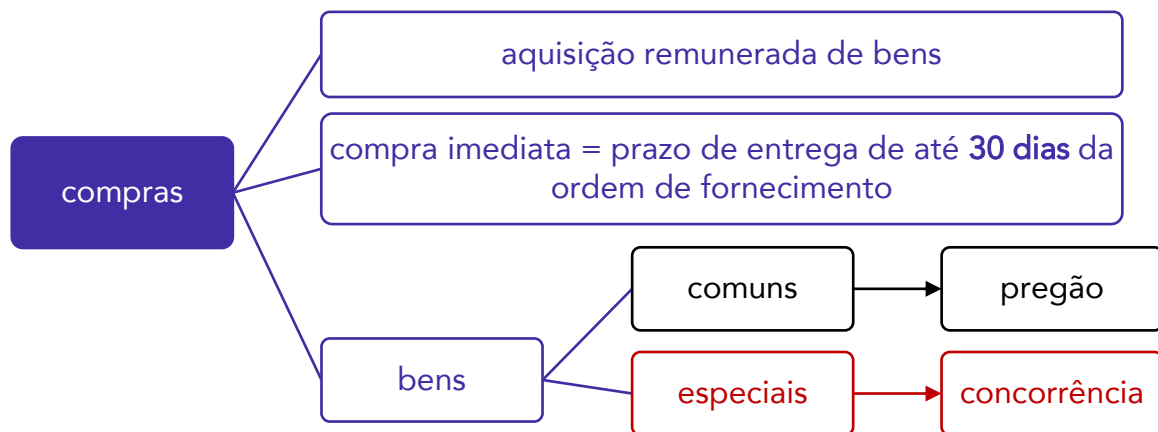 aquisição remunerada de bens
compra imediata = prazo de entrega de até 30 dias da
ordem de fornecimento
compras
comuns
pregão
bens
especiais
concorrência